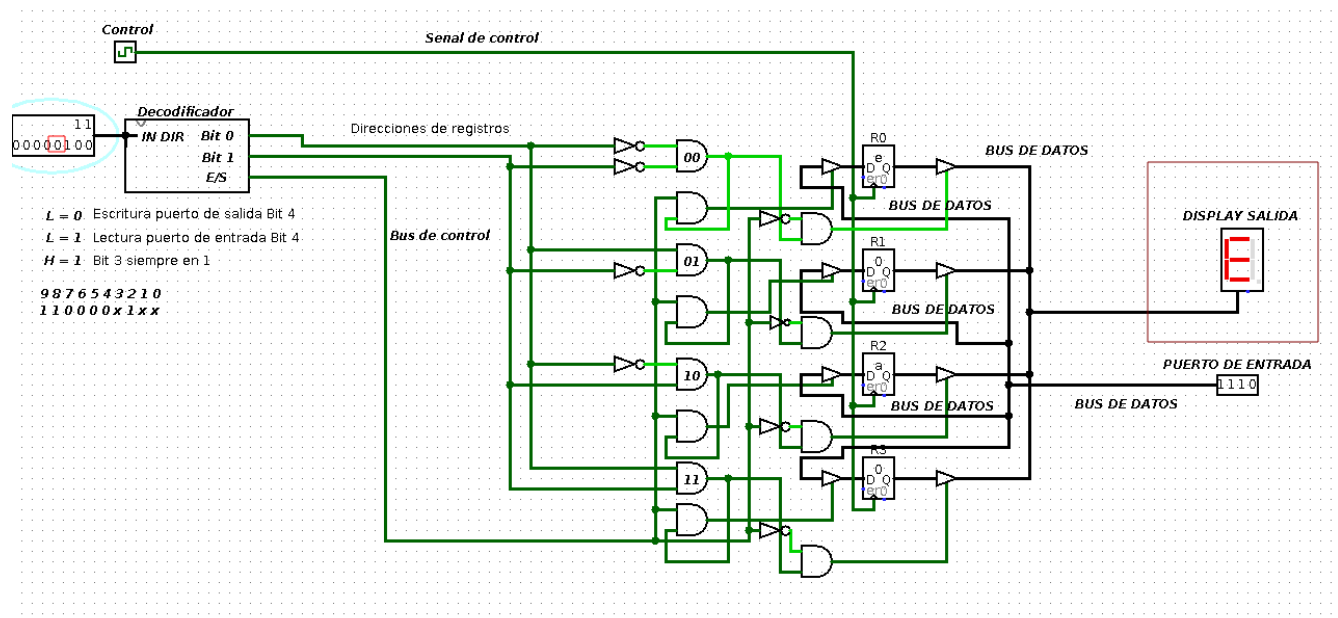 Control
Senal de control
Decodificador
11
0000100
IN DIR
Bit 0
Bit 1
E/S
Direcciones de registros
L = 0 Escritura puerto de salida Bit 4
L = 1 Lectura puerto de entrada Bit 4
H = 1 Bit 3 siempre en 1
9 8 7 6 5 4 3 2 1 0
1 1 0 0 0 0 x 1 x x
Bus de control
00
01
10
11
R0
e
D Q
er0
BUS DE DATOS
BUS DE DATOS
R1
0
D Q
er0
BUS DE DATOS
R2
a
D Q
er0
BUS DE DATOS
R3
0
D Q
er0
DISPLAY SALIDA
E
PUERTO DE ENTRADA
1110
BUS DE DATOS